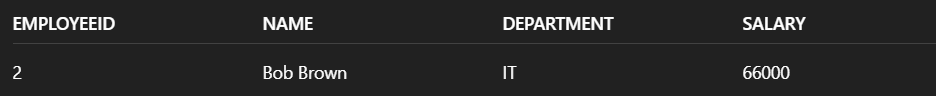 EMPLOYEEID NAME DEPARTMENT SALARY
2 Bob Brown IT 66000